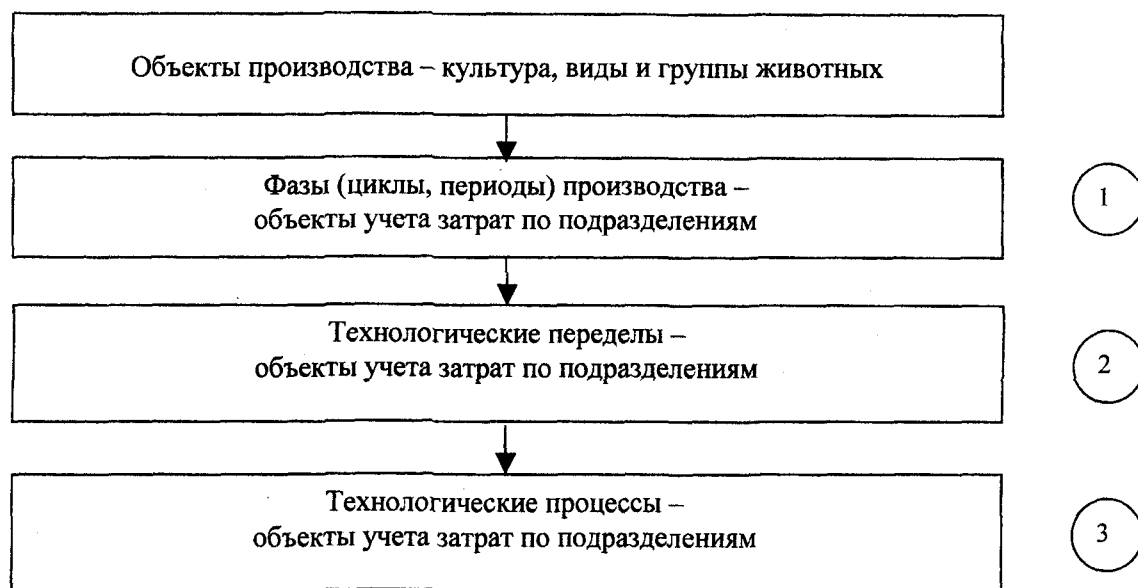 Объекты производства – культура, виды и группы животных
Фазы (циклы, периоды) производства –
объекты учета затрат по подразделениям
1
Технологические переделы –
объекты учета затрат по подразделениям
2
Технологические процессы –
объекты учета затрат по подразделениям
3